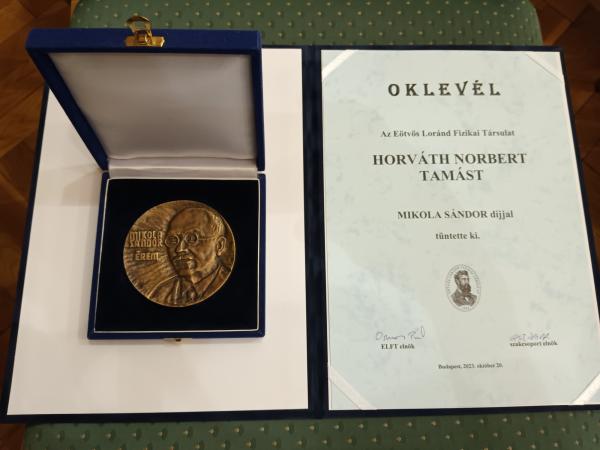 MIKOLA
SÁNDOR
ÉREM
OKLEVÉL
Az Eötvös Loránd Fizikai Társulat
HORVÁTH NORBERT
TAMÁST
MIKOLA SÁNDOR díjjal
tüntette ki.
ELFT elnök
szakcsoport elnök
Budapest, 2023. október 20.